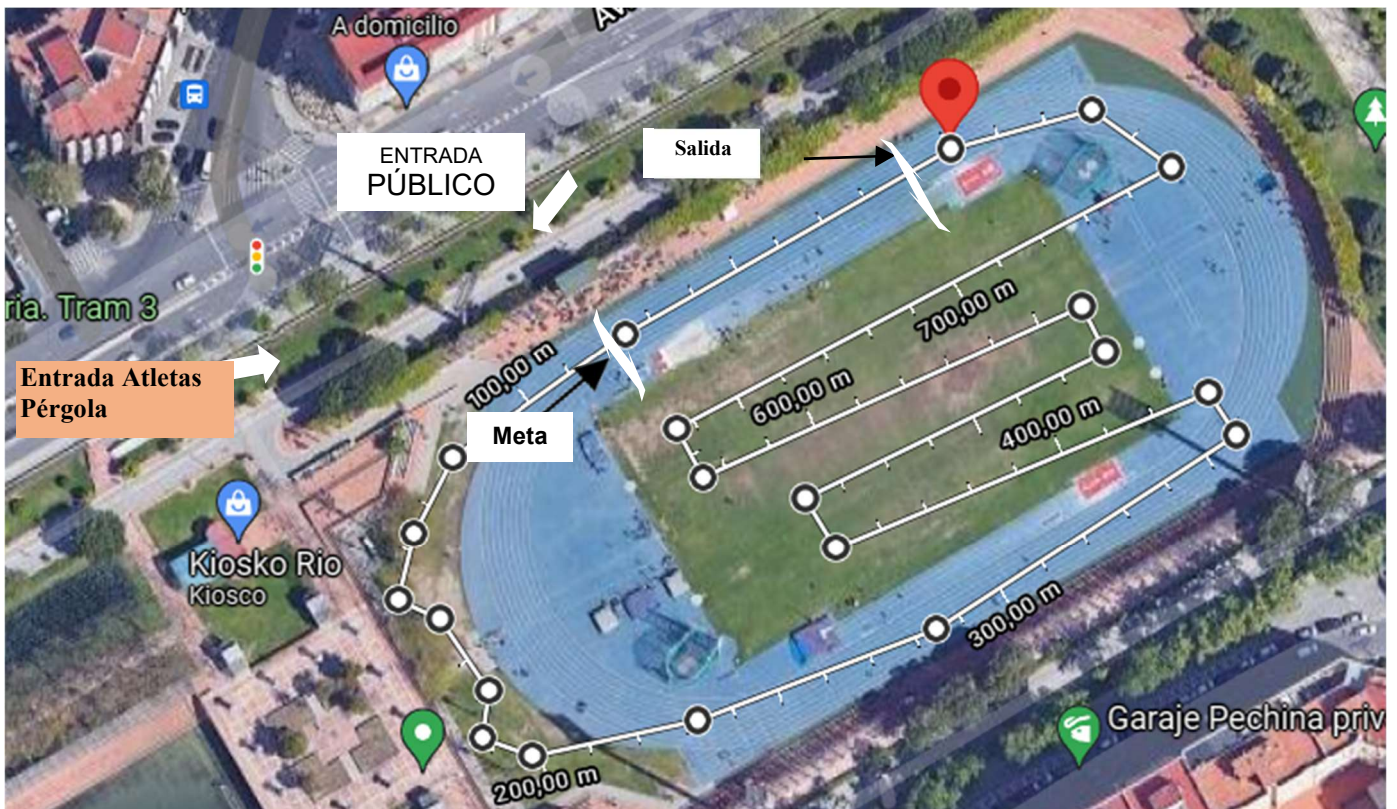 A domicilio
Av
ENTRADA
PÚBLICO
Salida
ria. Tram 3
Entrada Atletas
Pérgola
100,00 m
Meta
700,00 m
600,00 m
400,00 m
Kiosko Rio
Kiosco
300,00 m
Garaje Pechina priv
200,00 m